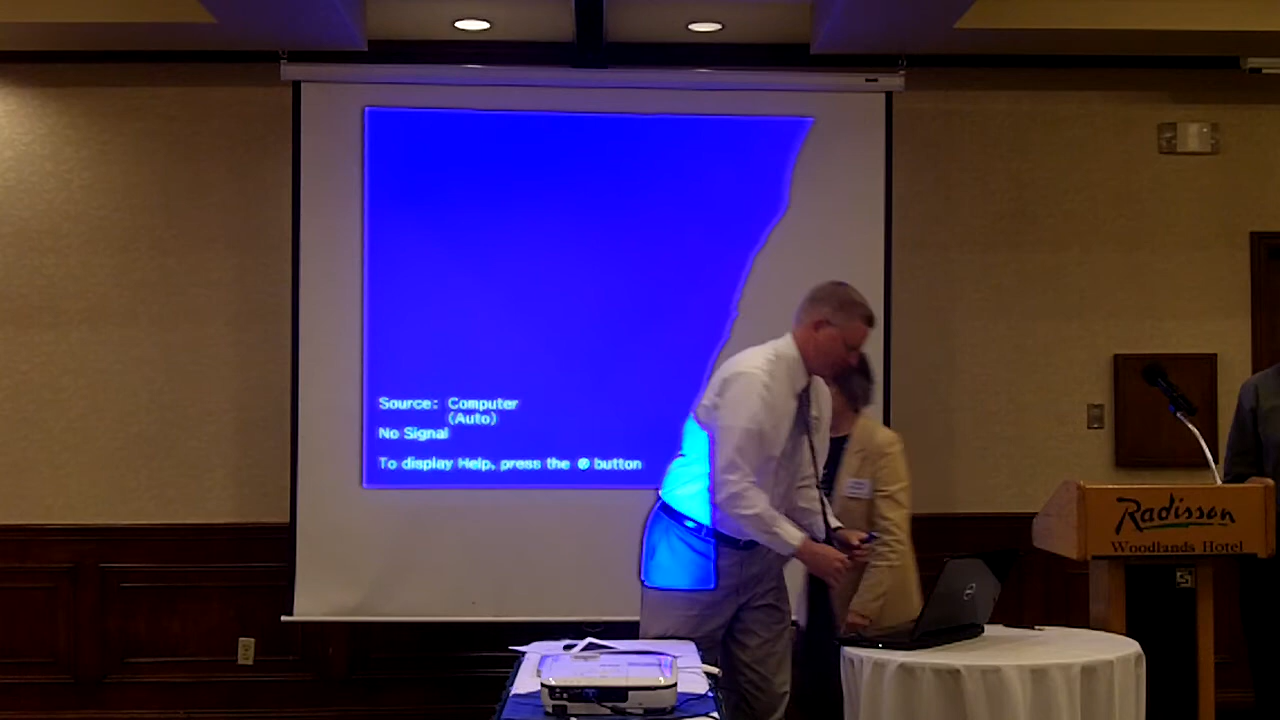 Source: Computer
(Auto)
No Signal
To display Help, press the button
Radisson
Woodlands Hotel